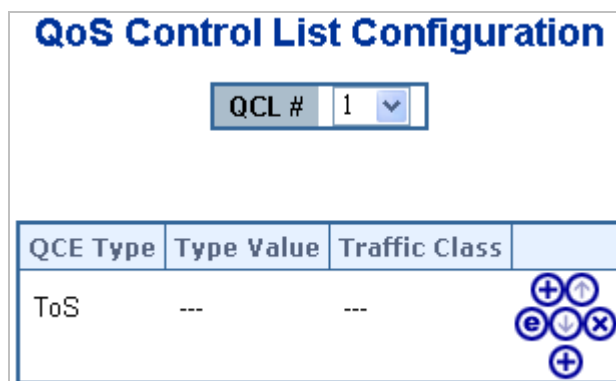 QoS Control List Configuration
QCL # 1
QCE Type Type Value Traffic Class
ToS --- ---
e